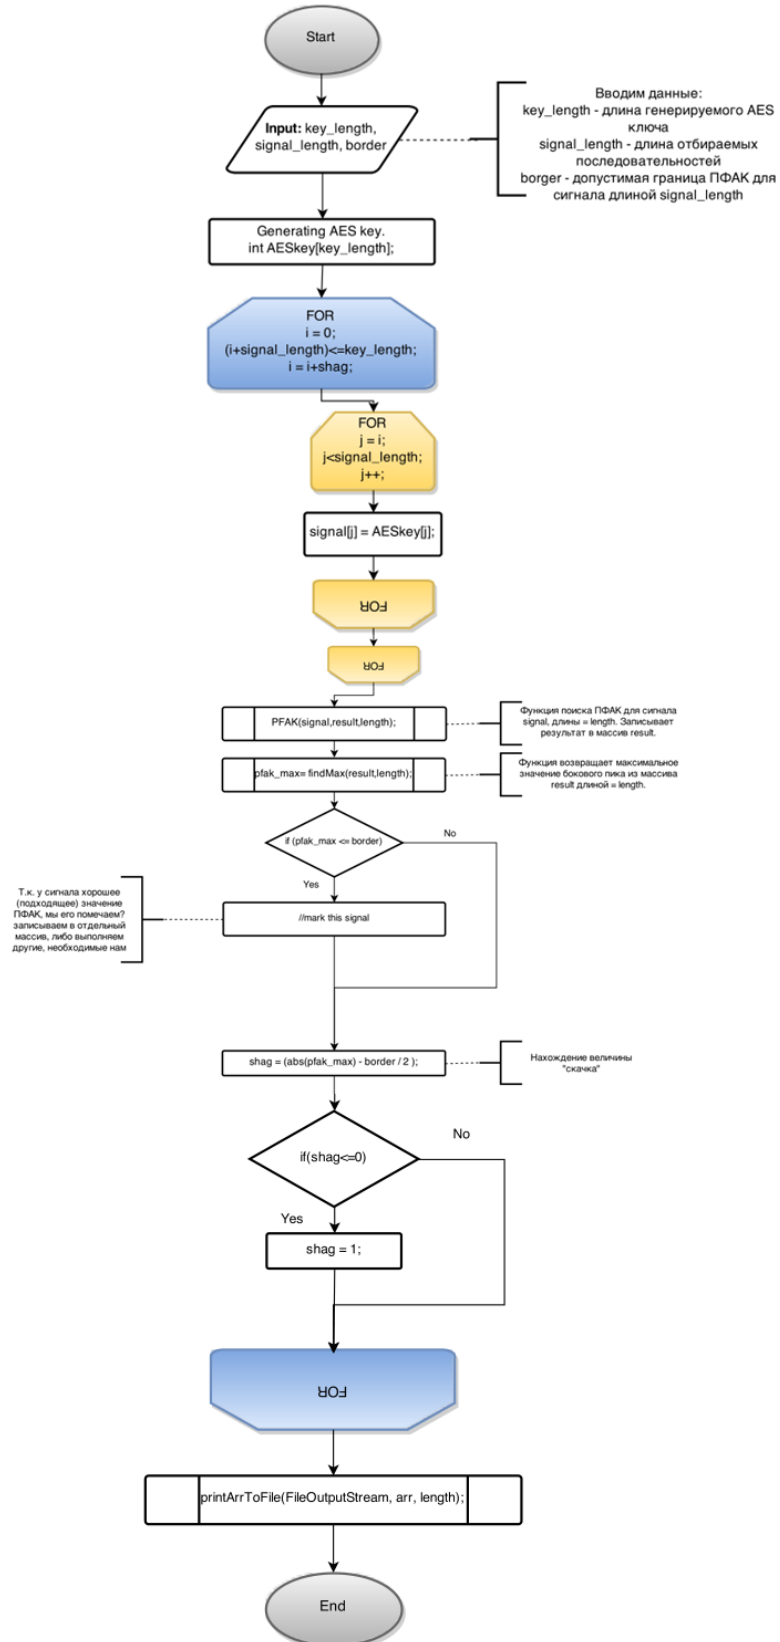 Start
Input: key_length,
signal_length, border
Вводим данные:
key_length - длина генерируемого AES
ключа
signal_length - длина отбираемых
последовательностей
borger - допустимая граница ПФАК для
сигнала длиной signal_length
Generating AES key.
int AESkey[key_length];
FOR
i = 0;
(i+signal_length)<=key_length;
i = i+shag;
FOR
j = i;
j<signal_length;
j++;
signal[j] = AESkey[j];
FOR
FOR
PFAK(signal,result,length);
Функция поиска ПФАК для сигнала
signal, длины = length. Записывает
результат в массив result.
pfak_max= findMax(result,length);
Функция возвращает максимальное
значение бокового пика из массива
result длиной = length.
if (pfak_max <= border)
No
Yes
Т.к. у сигнала хорошее
(подходящее) значение
ПФАК, мы его помечаем?
записываем в отдельный
массив, либо выполняем
другие, необходимые нам
//mark this signal
shag = (abs(pfak_max) - border / 2 );
Нахождение величины
"скачка"
if(shag<=0)
No
Yes
shag = 1;
FOR
printArrToFile(FileOutputStream, arr, length);
End